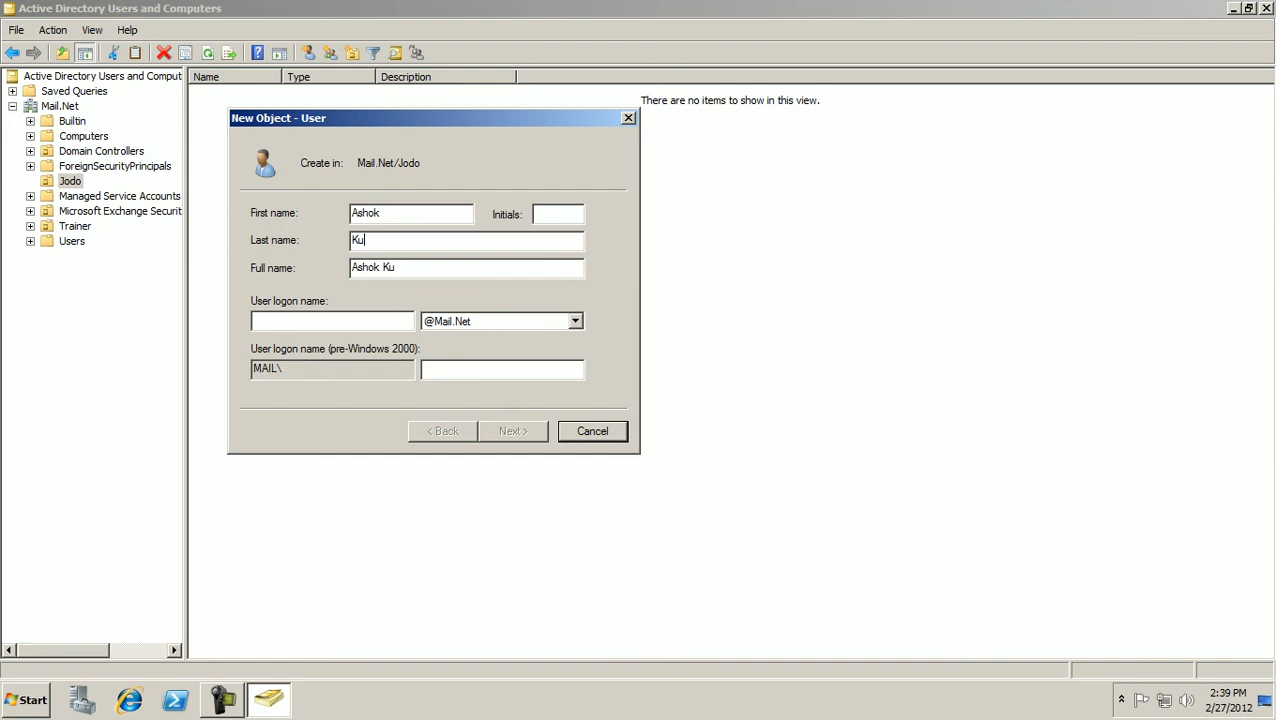 Active Directory Users and Computers
File Action View Help
Active Directory Users and Comput
Saved Queries
Mail.Net
Builtin
Computers
Domain Controllers
ForeignSecurityPrincipals
Jodo
Managed Service Accounts
Microsoft Exchange Securit
Trainer
Users
Name Type Description
There are no items to show in this view.
New Object - User
Create in: Mail.Net/Jodo
First name: Ashok Initials:
Last name: Ku
Full name: Ashok Ku
User logon name:
@Mail.Net
User logon name (pre-Windows 2000):
MAIL\
< Back Next > Cancel
Start
2:39 PM
2/27/2012